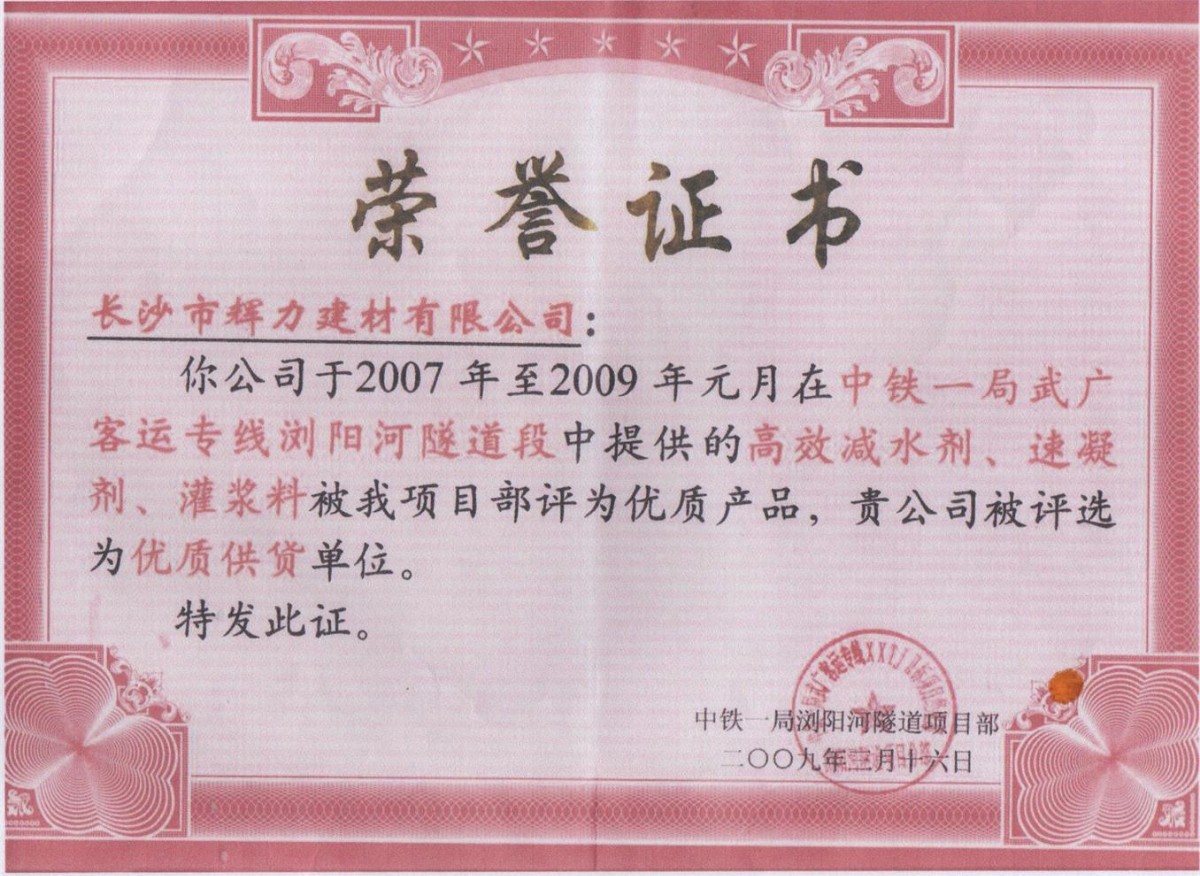 荣誉证书
长沙市辉力建材有限公司：
你公司于2007年至2009年元月在中铁一局武广
客运专线浏阳河隧道段中提供的高效减水剂、速凝
剂、灌浆料被我项目部评为优质产品，贵公司被评选
为优质供货单位。
特发此证。
中铁一局浏阳河隧道项目部
二〇〇九年三月十六日